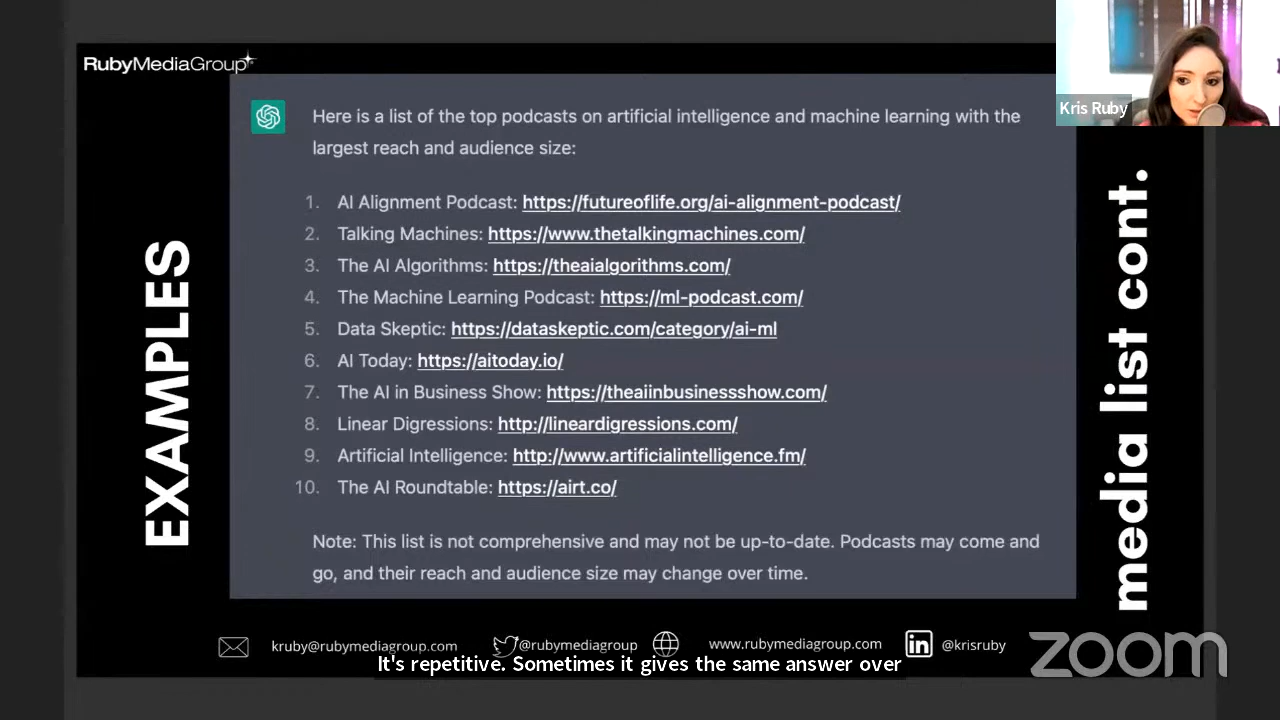 RubyMediaGroup
Kris Ruby
EXAMPLES
Here is a list of the top podcasts on artificial intelligence and machine learning with the
largest reach and audience size:
1. AI Alignment Podcast: https://futureoflife.org/ai-alignment-podcast/
2. Talking Machines: https://www.thetalkingmachines.com/
3. The AI Algorithms: https://theaialgorithms.com/
4. The Machine Learning Podcast: https://ml-podcast.com/
5. Data Skeptic: https://dataskeptic.com/category/ai-ml
6. AI Today: https://aitoday.io/
7. The AI in Business Show: https://theaiinbusinessshow.com/
8. Linear Digressions: http://lineardigressions.com/
9. Artificial Intelligence: http://www.artificialintelligence.fm/
10. The AI Roundtable: https://airt.co/
Note: This list is not comprehensive and may not be up-to-date. Podcasts may come and
go, and their reach and audience size may change over time.
media list cont.
kruby@rubymediagroup.com @rubymediagroup www.rubymediagroup.com in @krisruby
It's repetitive. Sometimes it gives the same answer over
zoom